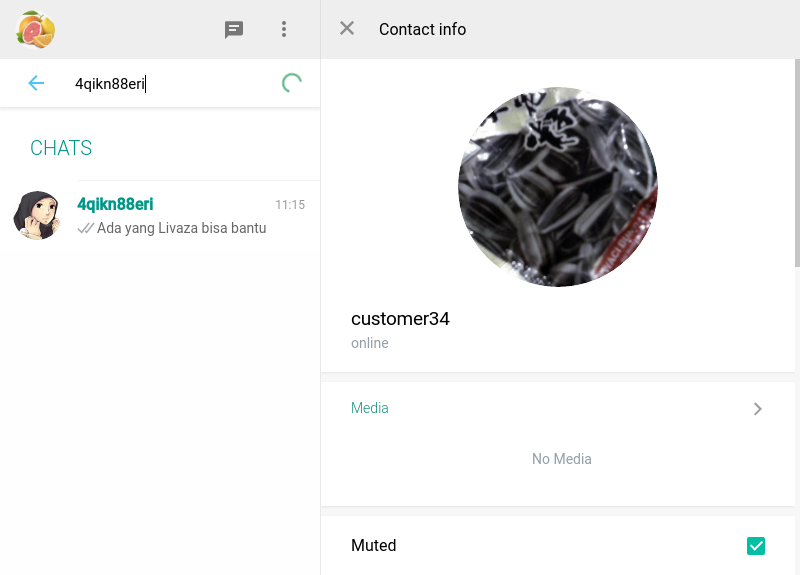 Contact info
4qikn88eri
CHATS
4qikn88eri
11:15
Ada yang Livaza bisa bantu
customer34
online
Media
No Media
Muted